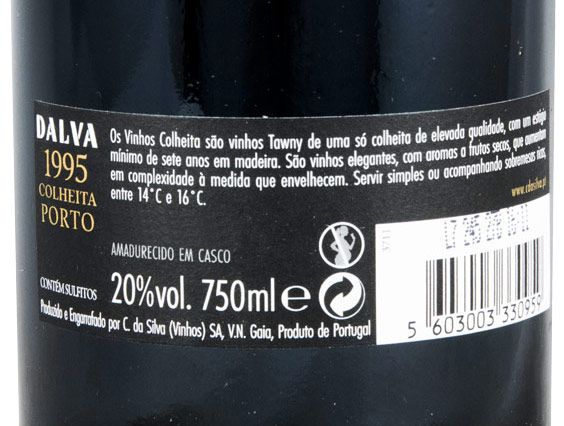 DALVA
1995
COLHEITA
PORTO
Os Vinhos Colheita são vinhos Tawny de uma só colheita de elevada qualidade, com um estágio
mínimo de sete anos em madeira. São vinhos elegantes, com aromas a frutos secos, que aumentam
em complexidade à medida que envelhecem. Servir simples ou acompanhando sobremesas ricas,
entre 14°C e 16°C.
www.cdasilva.pt
AMADURECIDO EM CASCO
CONTÉM SULFITOS
20%vol. 750ml e
Produzido e Engarrafado por C. da Silva (Vinhos) SA, V.N. Gaia, Produto de Portugal
5 603003 330959